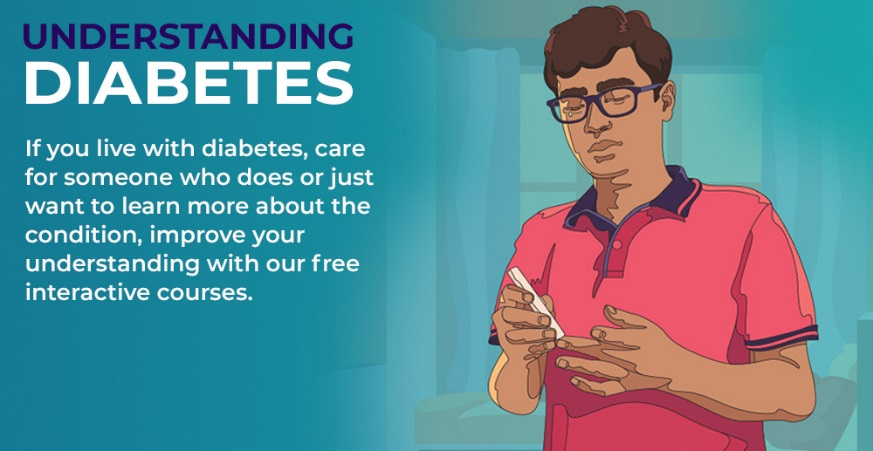 UNDERSTANDING
DIABETES
If you live with diabetes, care
for someone who does or just
want to learn more about the
condition, improve your
understanding with our free
interactive courses.